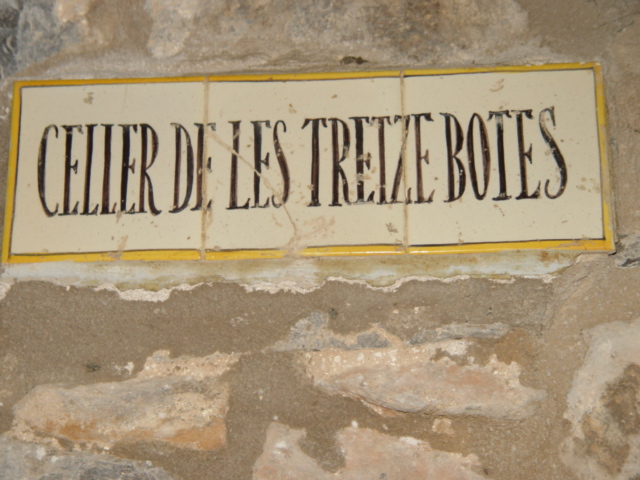 CELLER DE LES TRETZE BOTES